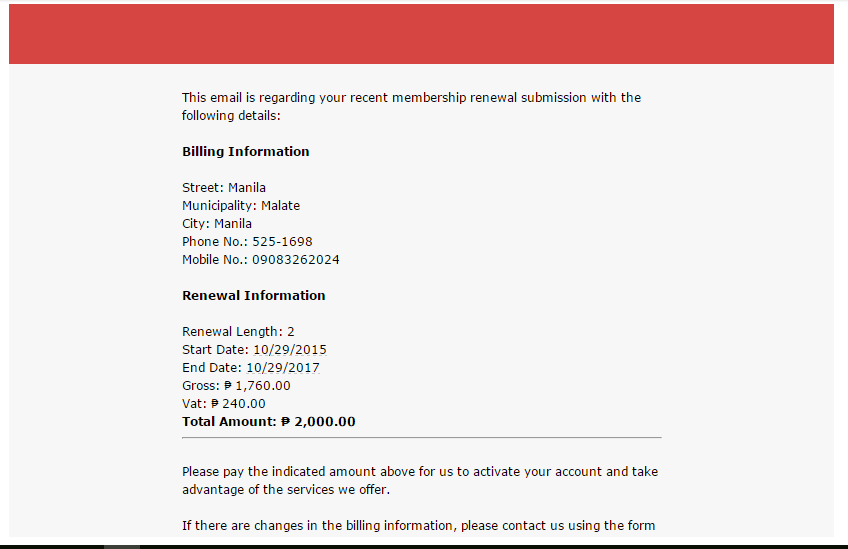 This email is regarding your recent membership renewal submission with the
following details:
Billing Information
Street: Manila
Municipality: Malate
City: Manila
Phone No.: 525-1698
Mobile No.: 09083262024
Renewal Information
Renewal Length: 2
Start Date: 10/29/2015
End Date: 10/29/2017
Gross: ₱ 1,760.00
Vat: ₱ 240.00
Total Amount: ₱ 2,000.00
Please pay the indicated amount above for us to activate your account and take
advantage of the services we offer.
If there are changes in the billing information, please contact us using the form